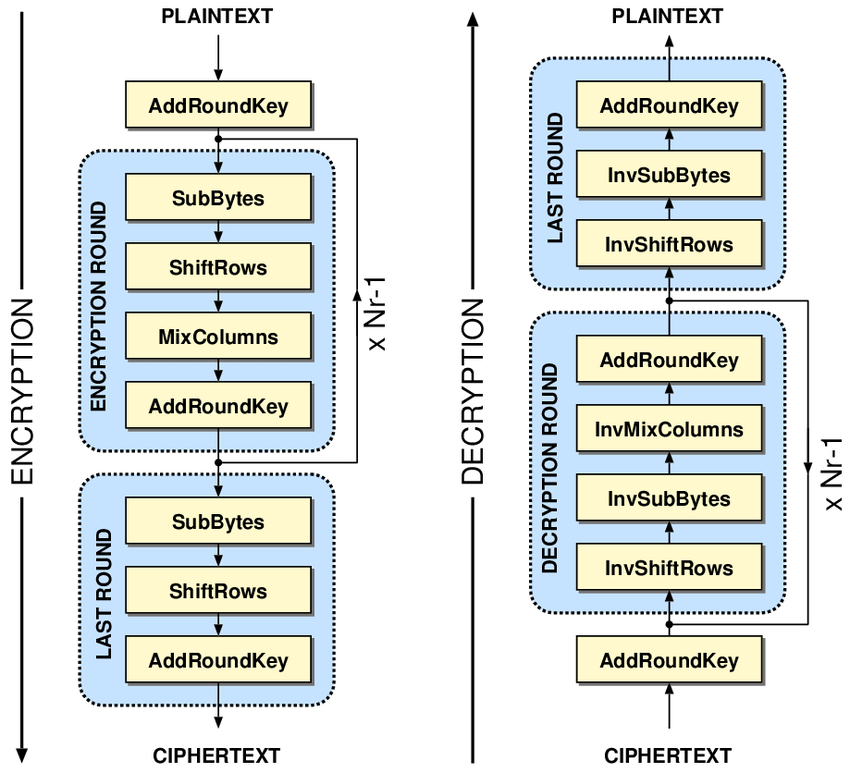 PLAINTEXT
AddRoundKey
ENCRYPTION ROUND
SubBytes
ShiftRows
MixColumns
AddRoundKey
x Nr-1
ENCRYPTION
LAST ROUND
SubBytes
ShiftRows
AddRoundKey
CIPHERTEXT
PLAINTEXT
LAST ROUND
AddRoundKey
InvSubBytes
InvShiftRows
DECRYPTION
DECRYPTION ROUND
AddRoundKey
InvMixColumns
InvSubBytes
InvShiftRows
x Nr-1
AddRoundKey
CIPHERTEXT